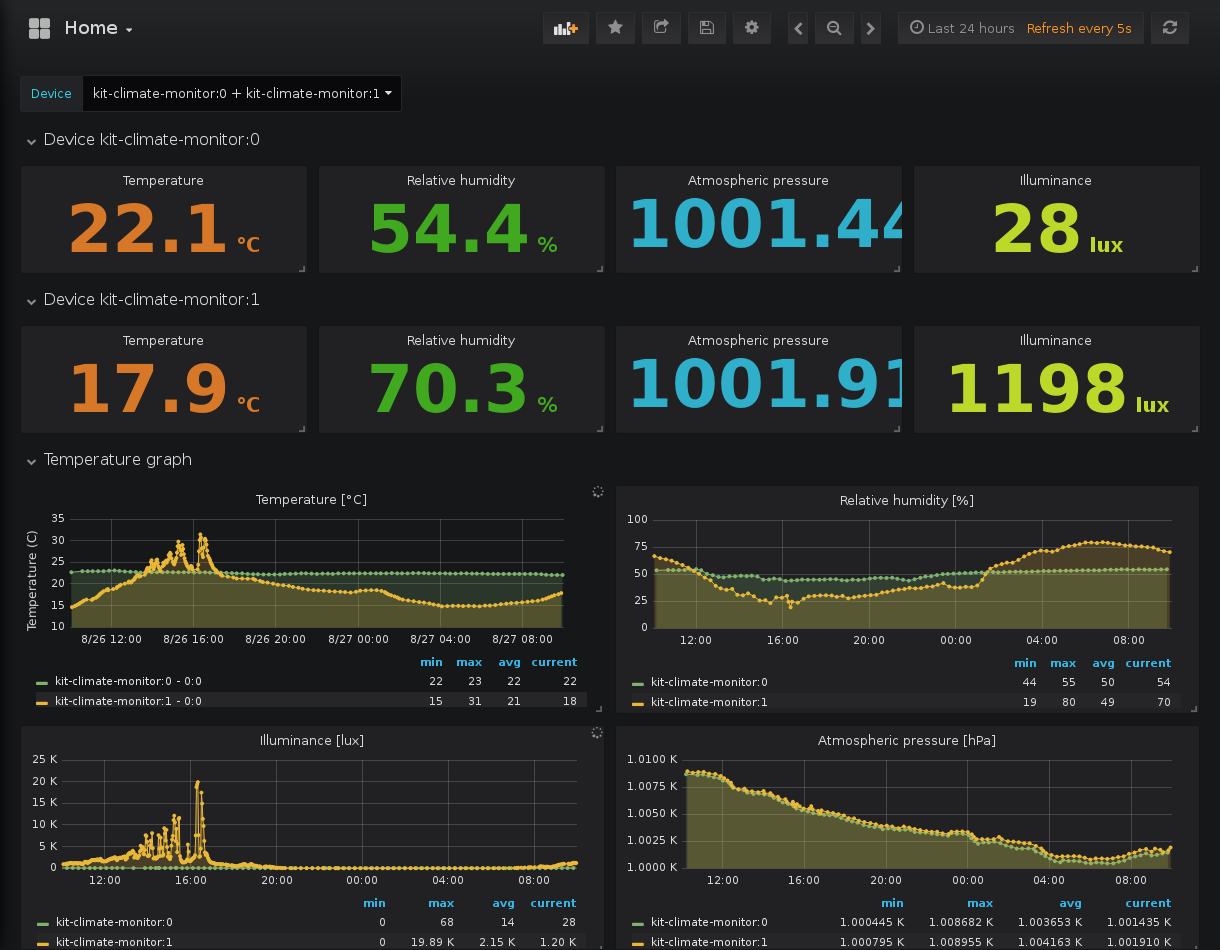 Home
Last 24 hours Refresh every 5s
Device kit-climate-monitor:0 + kit-climate-monitor:1
Device kit-climate-monitor:0
Temperature Relative humidity Atmospheric pressure Illuminance
22.1 °C 54.4 % 1001.44 28 lux
Device kit-climate-monitor:1
Temperature Relative humidity Atmospheric pressure Illuminance
17.9 °C 70.3 % 1001.91 1198 lux
Temperature graph
Temperature [°C]
Temperature (C)
35
30
25
20
15
10
8/26 12:00 8/26 16:00 8/26 20:00 8/27 00:00 8/27 04:00 8/27 08:00
min max avg current
kit-climate-monitor:0 - 0:0 22 23 22 22
kit-climate-monitor:1 - 0:0 15 31 21 18
Relative humidity [%]
100
75
50
25
0
12:00 16:00 20:00 00:00 04:00 08:00
min max avg current
kit-climate-monitor:0 44 55 50 54
kit-climate-monitor:1 19 80 49 70
Illuminance [lux]
25 K
20 K
15 K
10 K
5 K
0
12:00 16:00 20:00 00:00 04:00 08:00
min max avg current
kit-climate-monitor:0 0 68 14 28
kit-climate-monitor:1 0 19.89 K 2.15 K 1.20 K
Atmospheric pressure [hPa]
1.0100 K
1.0075 K
1.0050 K
1.0025 K
1.0000 K
12:00 16:00 20:00 00:00 04:00 08:00
min max avg current
kit-climate-monitor:0 1.000445 K 1.008682 K 1.003653 K 1.001435 K
kit-climate-monitor:1 1.000795 K 1.008955 K 1.004163 K 1.001910 K